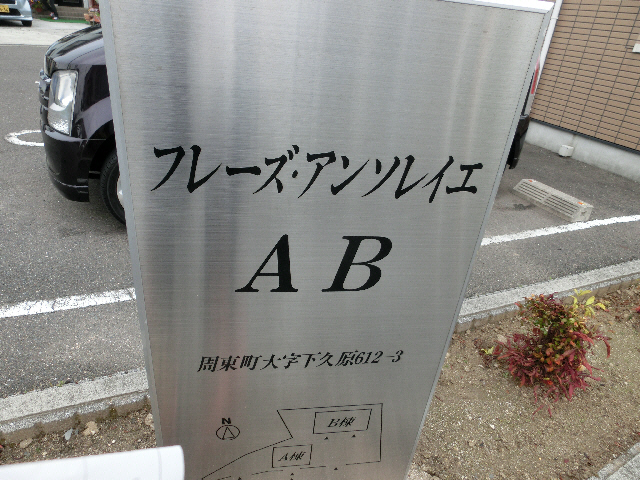 フレーズ・アンソレイエ
A B
周東町大字下久原612-3
N
B棟
A棟